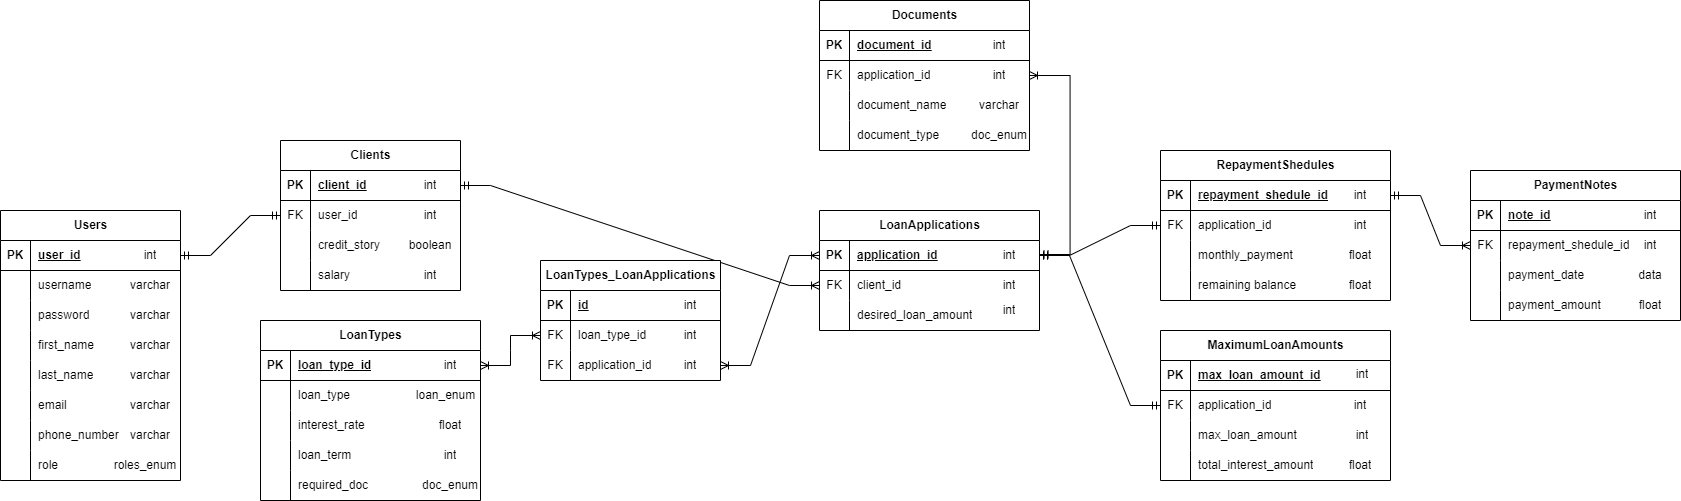 Documents
PK document_id int
FK application_id int
document_name varchar
document_type doc_enum
Clients
PK client_id int
FK user_id int
credit_story boolean
salary int
Users
PK user_id int
username varchar
password varchar
first_name varchar
last_name varchar
email varchar
phone_number varchar
role roles_enum
LoanTypes
PK loan_type_id int
loan_type loan_enum
interest_rate float
loan_term int
required_doc doc_enum
LoanTypes_LoanApplications
PK id int
FK loan_type_id int
FK application_id int
LoanApplications
PK application_id int
FK client_id int
desired_loan_amount int
RepaymentShedules
PK repayment_shedule_id int
FK application_id int
monthly_payment float
remaining balance float
MaximumLoanAmounts
PK max_loan_amount_id int
FK application_id int
max_loan_amount int
total_interest_amount float
PaymentNotes
PK note_id int
FK repayment_shedule_id int
payment_date data
payment_amount float